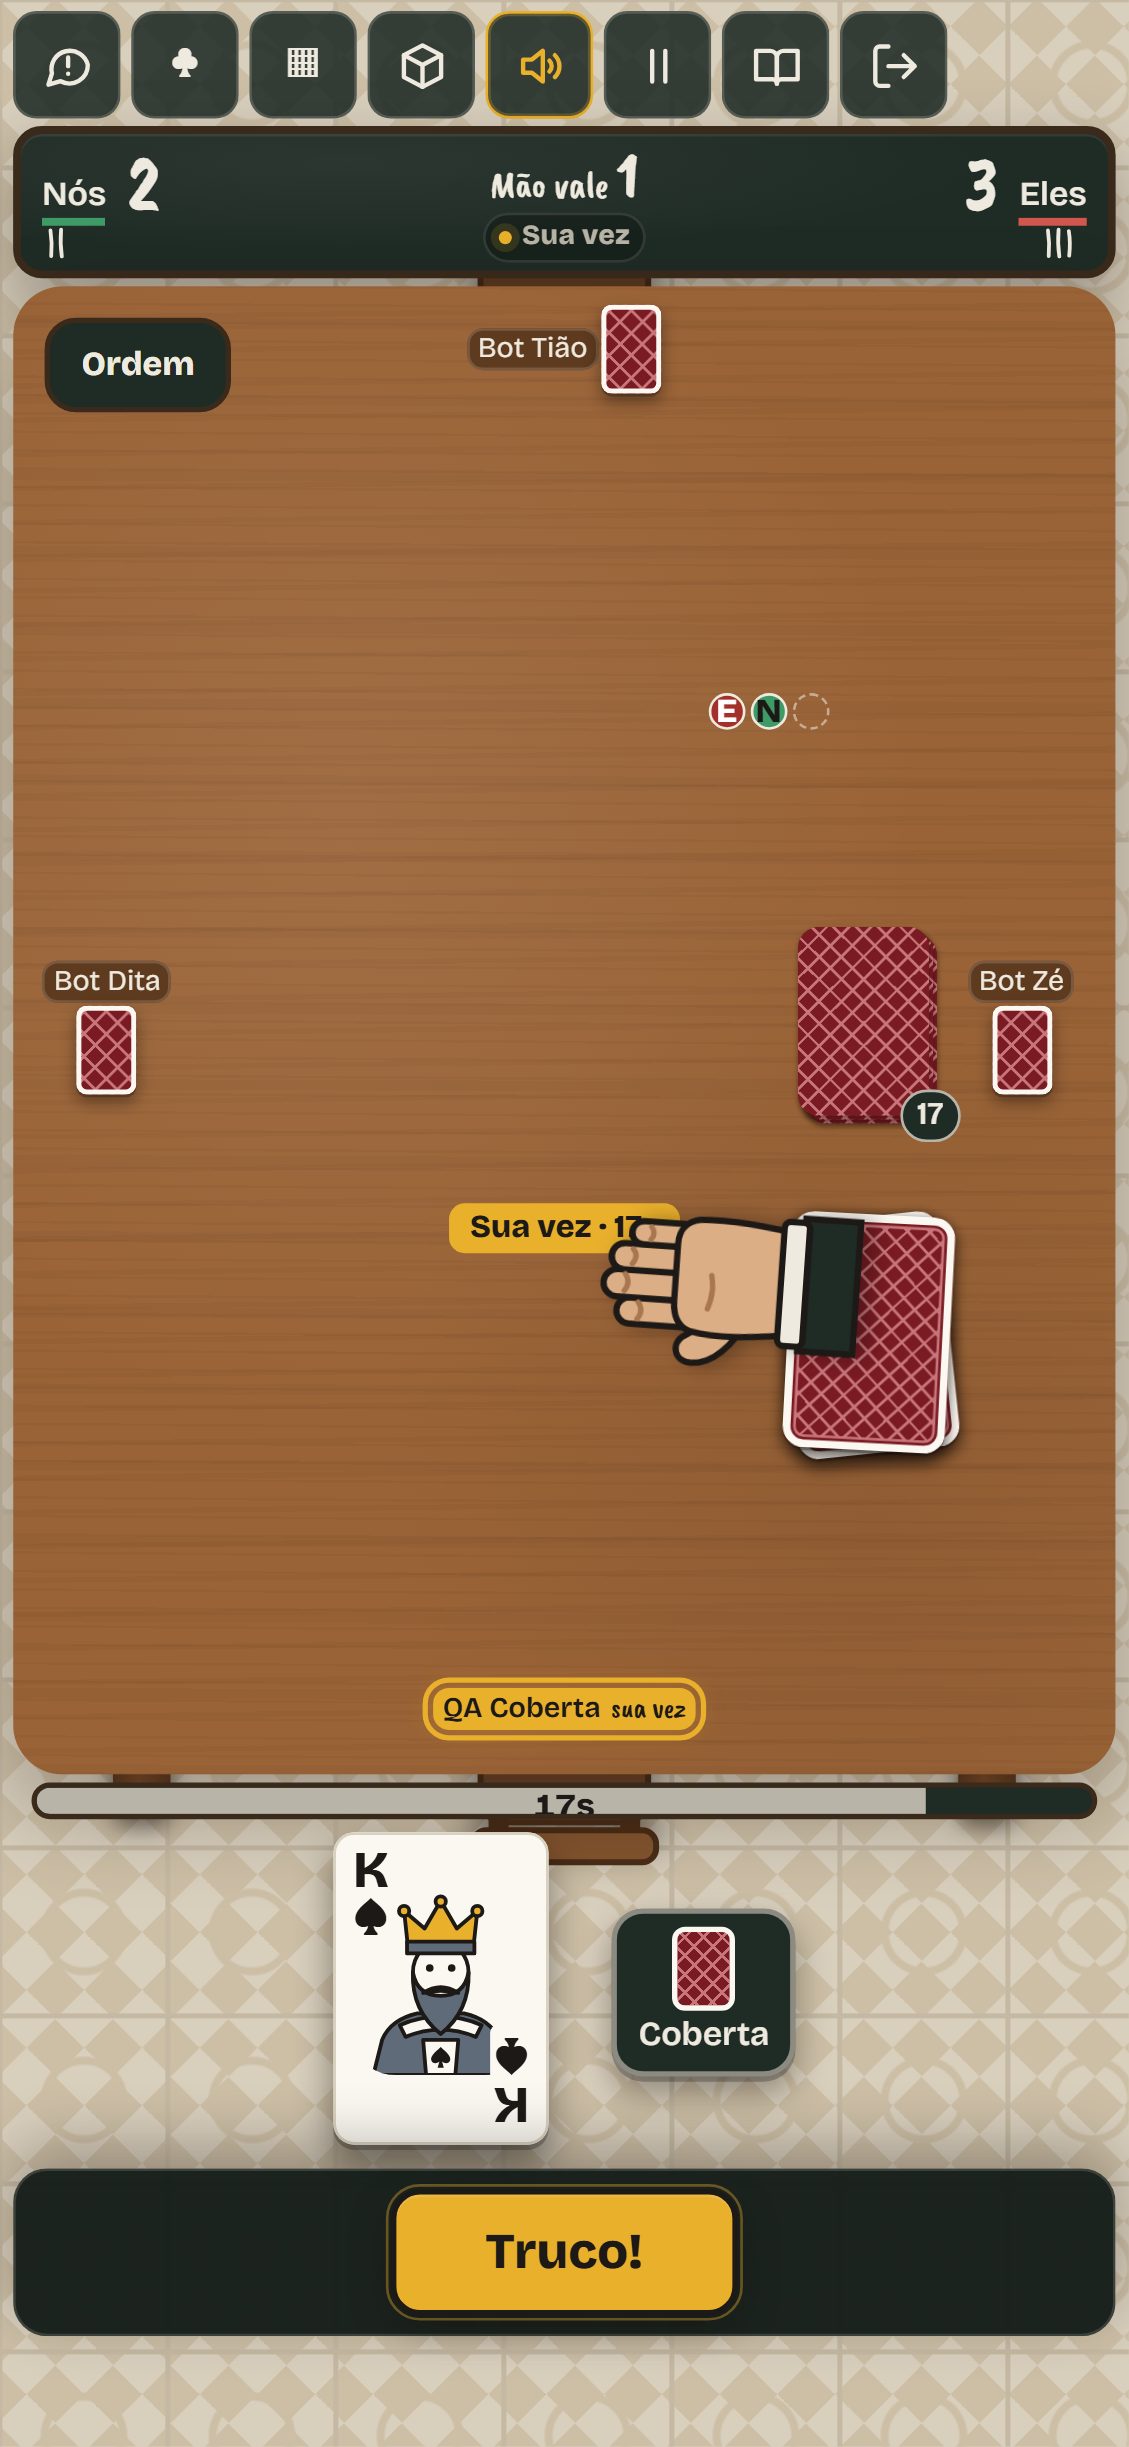 Nós 2
Mão vale 1
3 Eles
Sua vez
Ordem
Bot Tião
E N
Bot Dita
Bot Zé
17
Sua vez · 17
QA Coberta sua vez
17s
K
Coberta
K
Truco!